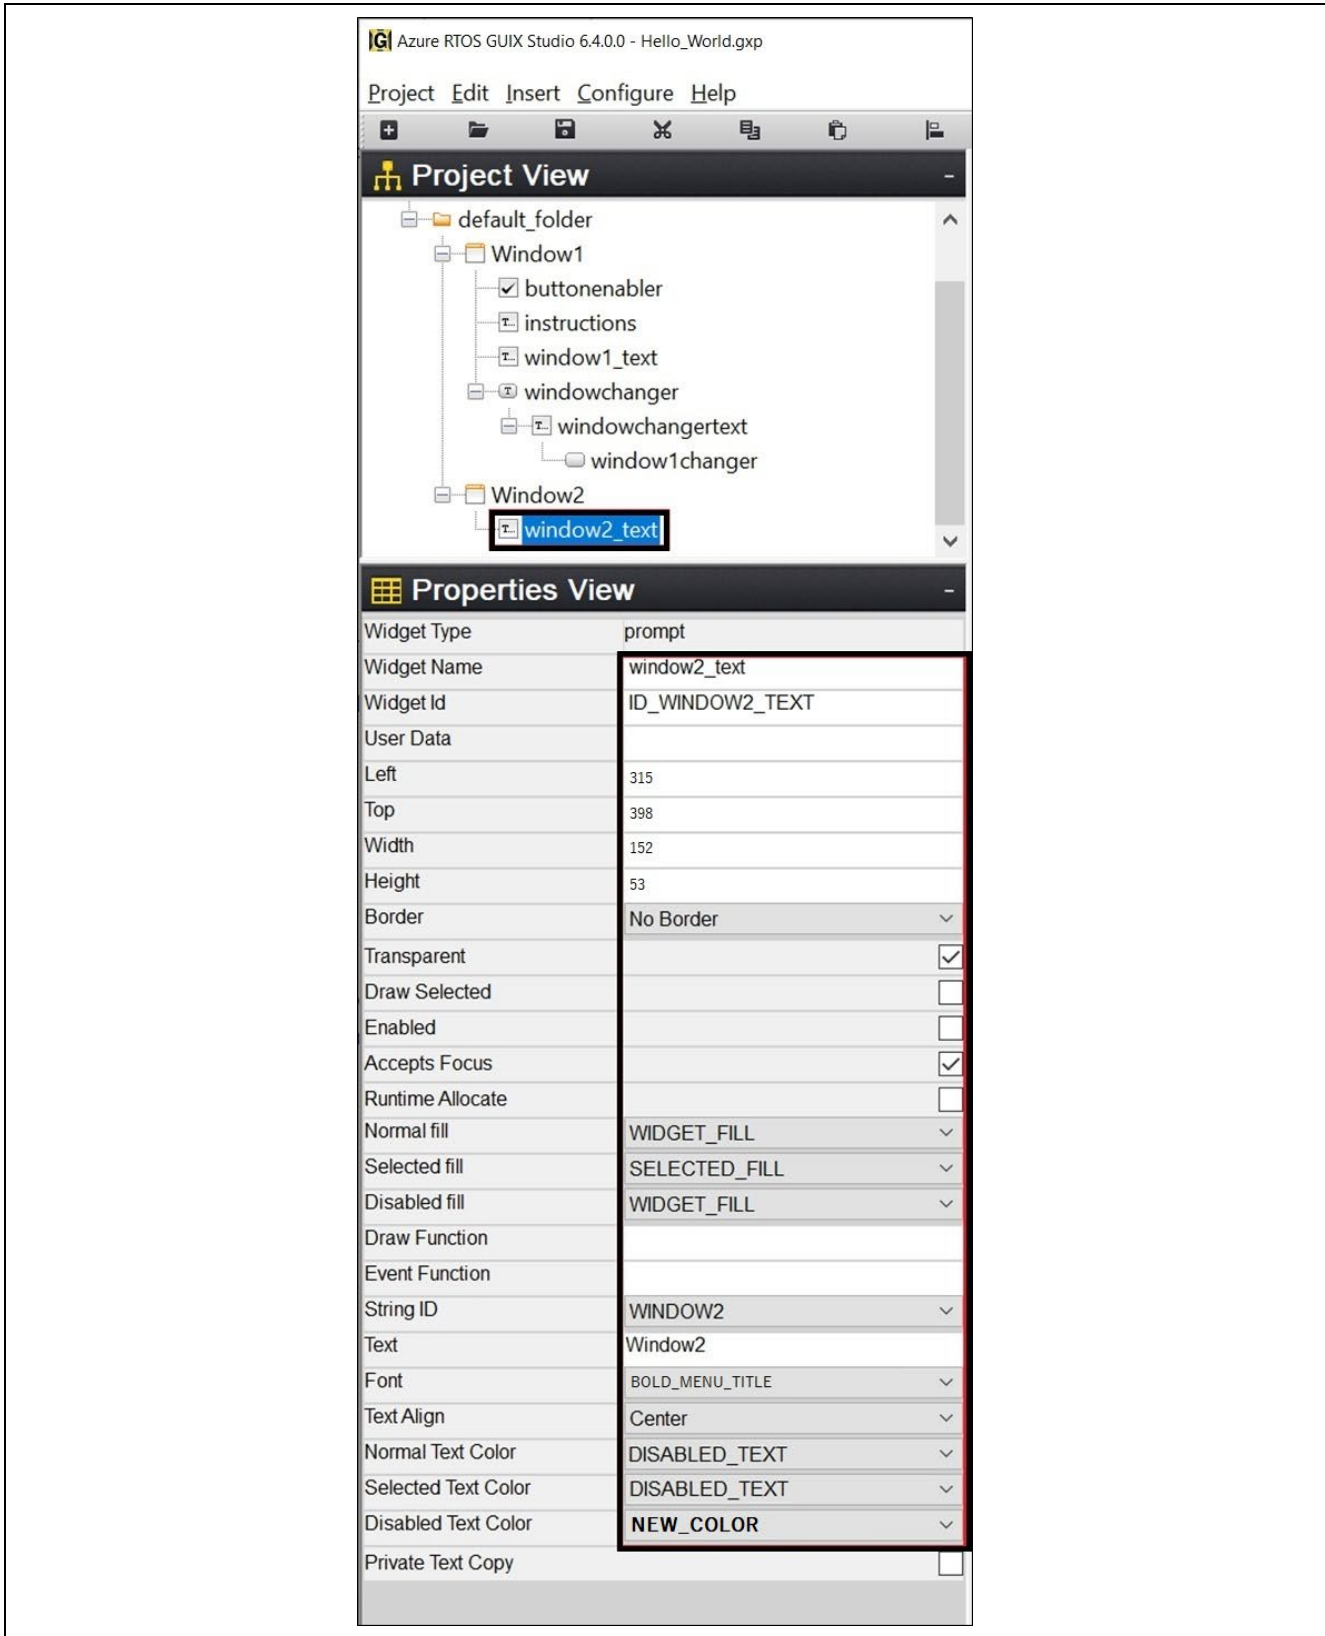 Azure RTOS GUIX Studio 6.4.0.0 - Hello_World.gxp
Project Edit Insert Configure Help
Project View
default_folder
Window1
buttonenabler
instructions
window1_text
windowchanger
windowchangertext
window1changer
Window2
window2_text
Properties View
Widget Type prompt
Widget Name window2_text
Widget Id ID_WINDOW2_TEXT
User Data
Left 315
Top 398
Width 152
Height 53
Border No Border
Transparent
Draw Selected
Enabled
Accepts Focus
Runtime Allocate
Normal fill WIDGET_FILL
Selected fill SELECTED_FILL
Disabled fill WIDGET_FILL
Draw Function
Event Function
String ID WINDOW2
Text Window2
Font BOLD_MENU_TITLE
Text Align Center
Normal Text Color DISABLED_TEXT
Selected Text Color DISABLED_TEXT
Disabled Text Color NEW_COLOR
Private Text Copy